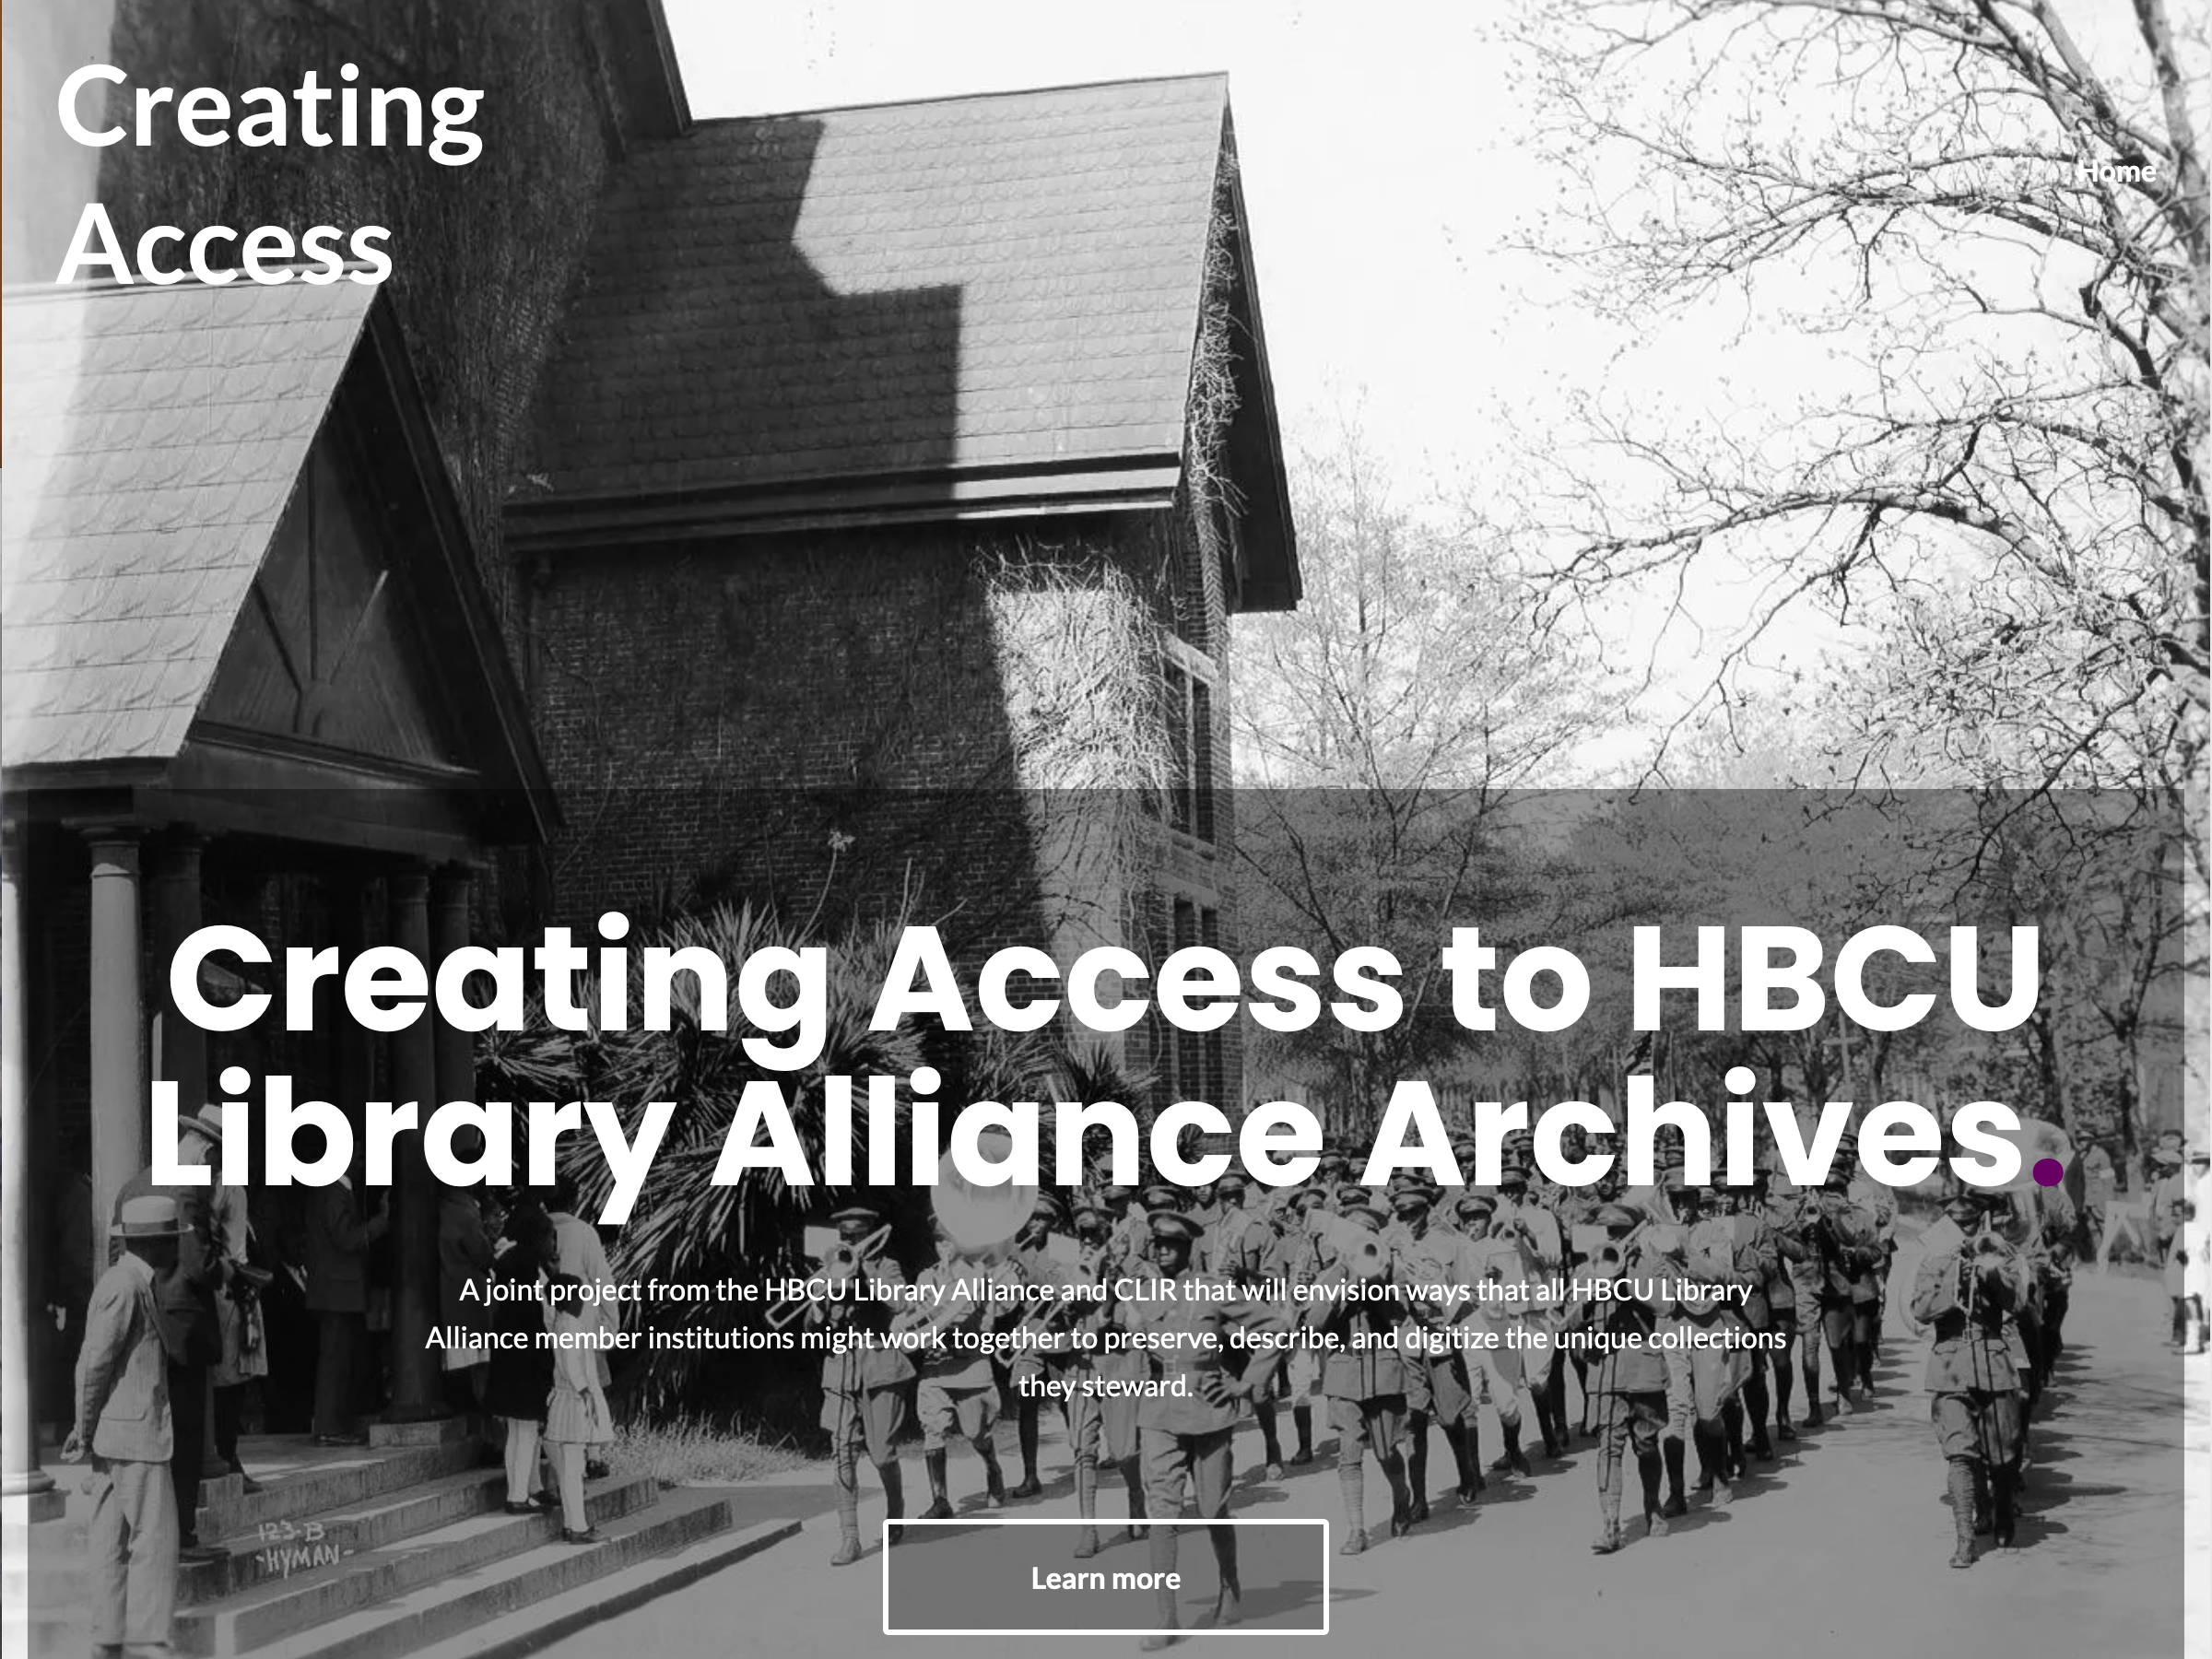 Creating
Access
Home
Creating Access to HBCU
Library Alliance Archives.
A joint project from the HBCU Library Alliance and CLIR that will envision ways that all HBCU Library
Alliance member institutions might work together to preserve, describe, and digitize the unique collections
they steward.
123-B
-HYMAN-
Learn more